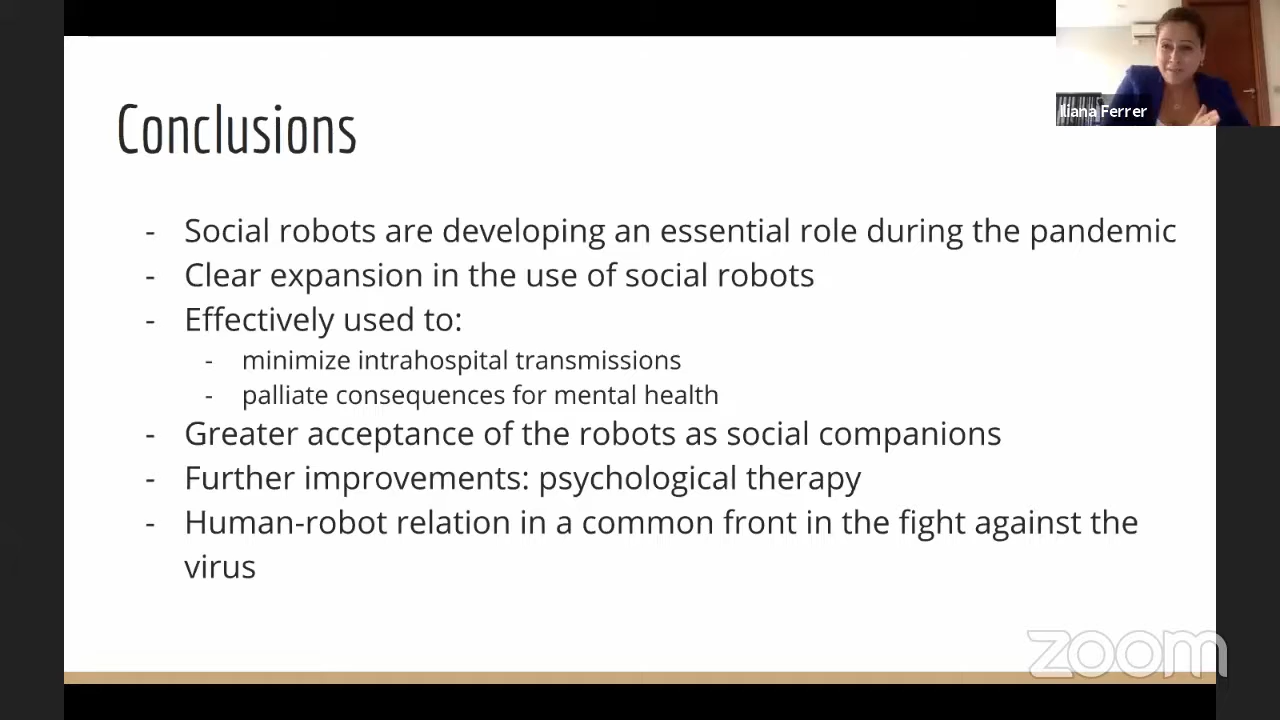 Iliana Ferrer
Conclusions
- Social robots are developing an essential role during the pandemic
- Clear expansion in the use of social robots
- Effectively used to:
- minimize intrahospital transmissions
- palliate consequences for mental health
- Greater acceptance of the robots as social companions
- Further improvements: psychological therapy
- Human-robot relation in a common front in the fight against the
virus
zoom